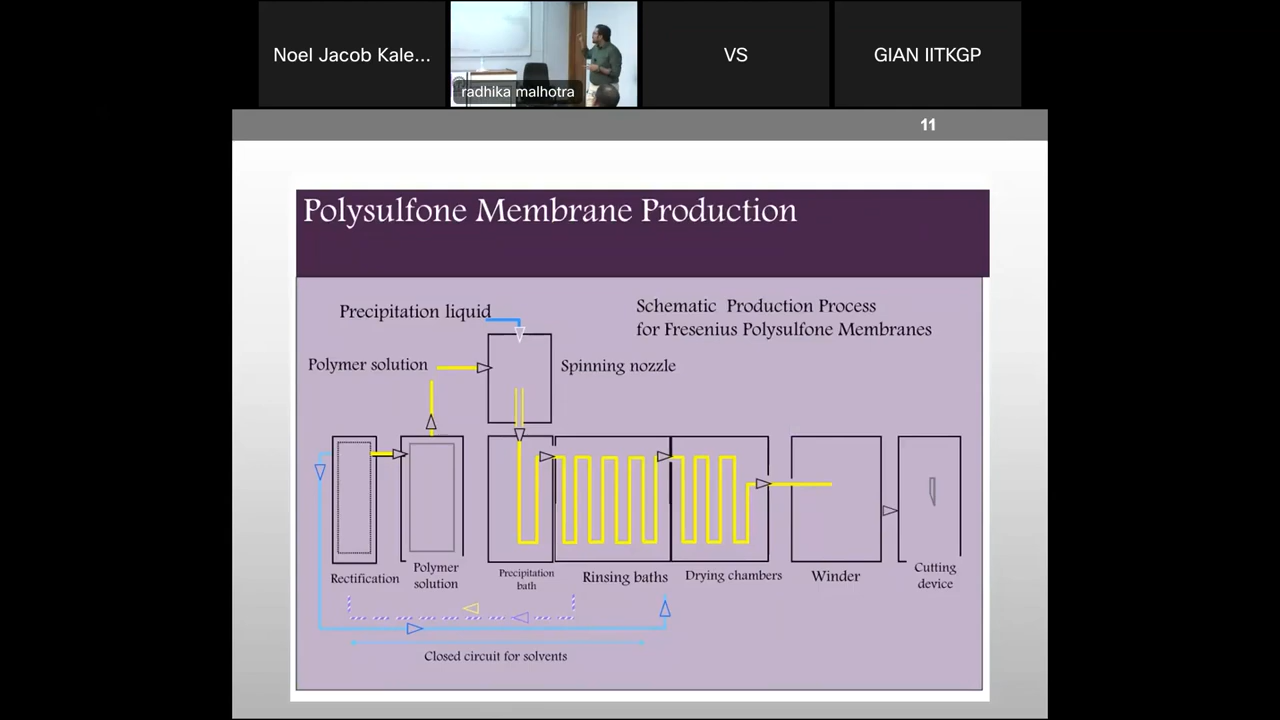 Noel Jacob Kale...
radhika malhotra
VS
GIAN IITKGP
11
Polysulfone Membrane Production
Precipitation liquid
Schematic Production Process
for Fresenius Polysulfone Membranes
Polymer solution
Spinning nozzle
Rectification
Polymer
solution
Precipitation
bath
Rinsing baths
Drying chambers
Winder
Cutting
device
Closed circuit for solvents